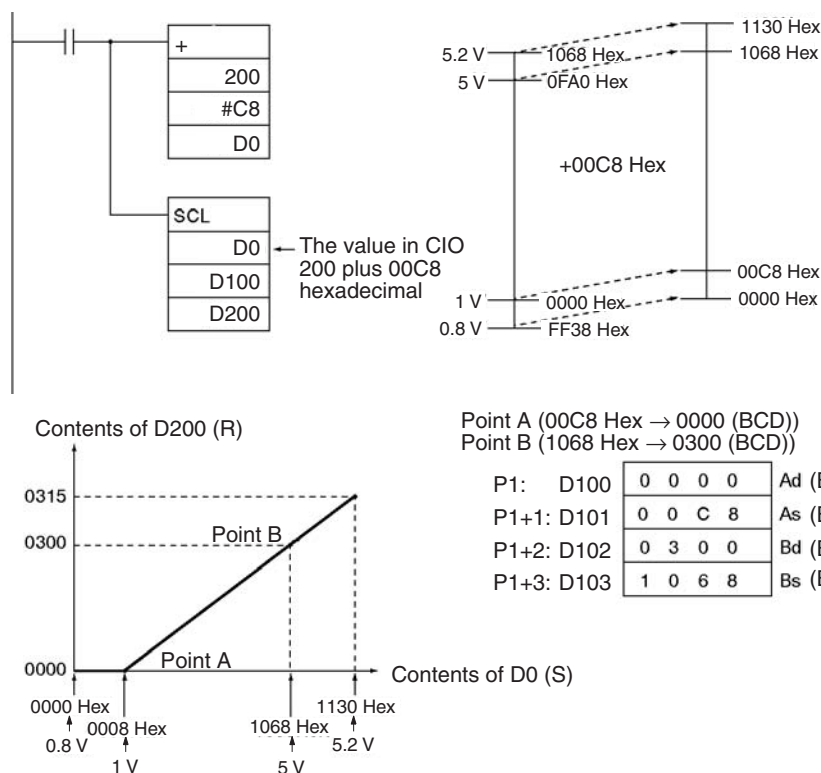 +
200
#C8
D0
SCL
D0
D100
D200
The value in CIO
200 plus 00C8
hexadecimal
1130 Hex
5.2 V
1068 Hex
1068 Hex
5 V
0FA0 Hex
+00C8 Hex
00C8 Hex
1 V
0000 Hex
0000 Hex
0.8 V
FF38 Hex
Contents of D200 (R)
0315
0300
Point B
0000
Point A
Contents of D0 (S)
0000 Hex
0008 Hex
1068 Hex
1130 Hex
0.8 V
1 V
5 V
5.2 V
Point A (00C8 Hex → 0000 (BCD))
Point B (1068 Hex → 0300 (BCD))
P1: D100 0 0 0 0 Ad
P1+1: D101 0 0 C 8 As
P1+2: D102 0 3 0 0 Bd
P1+3: D103 1 0 6 8 Bs